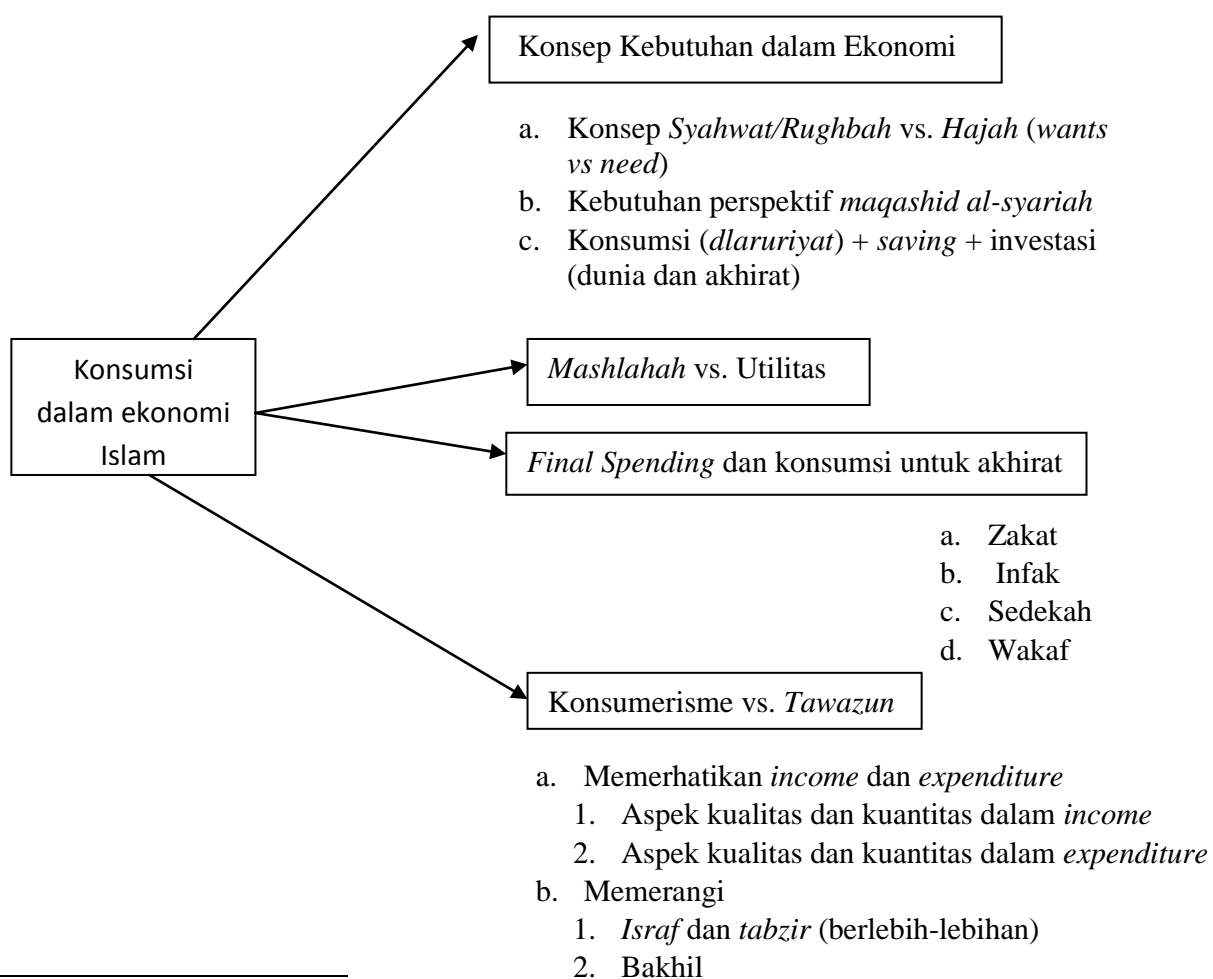 Konsep Kebutuhan dalam Ekonomi
a. Konsep Syahwat/Rughbah vs. Hajah (wants
vs need)
b. Kebutuhan perspektif maqashid al-syariah
c. Konsumsi (dlaruriyat) + saving + investasi
(dunia dan akhirat)
Konsumsi
dalam ekonomi
Islam
Mashlahah vs. Utilitas
Final Spending dan konsumsi untuk akhirat
a. Zakat
b. Infak
c. Sedekah
d. Wakaf
Konsumerisme vs. Tawazun
a. Memerhatikan income dan expenditure
1. Aspek kualitas dan kuantitas dalam income
2. Aspek kualitas dan kuantitas dalam expenditure
b. Memerangi
1. Israf dan tabzir (berlebih-lebihan)
2. Bakhil